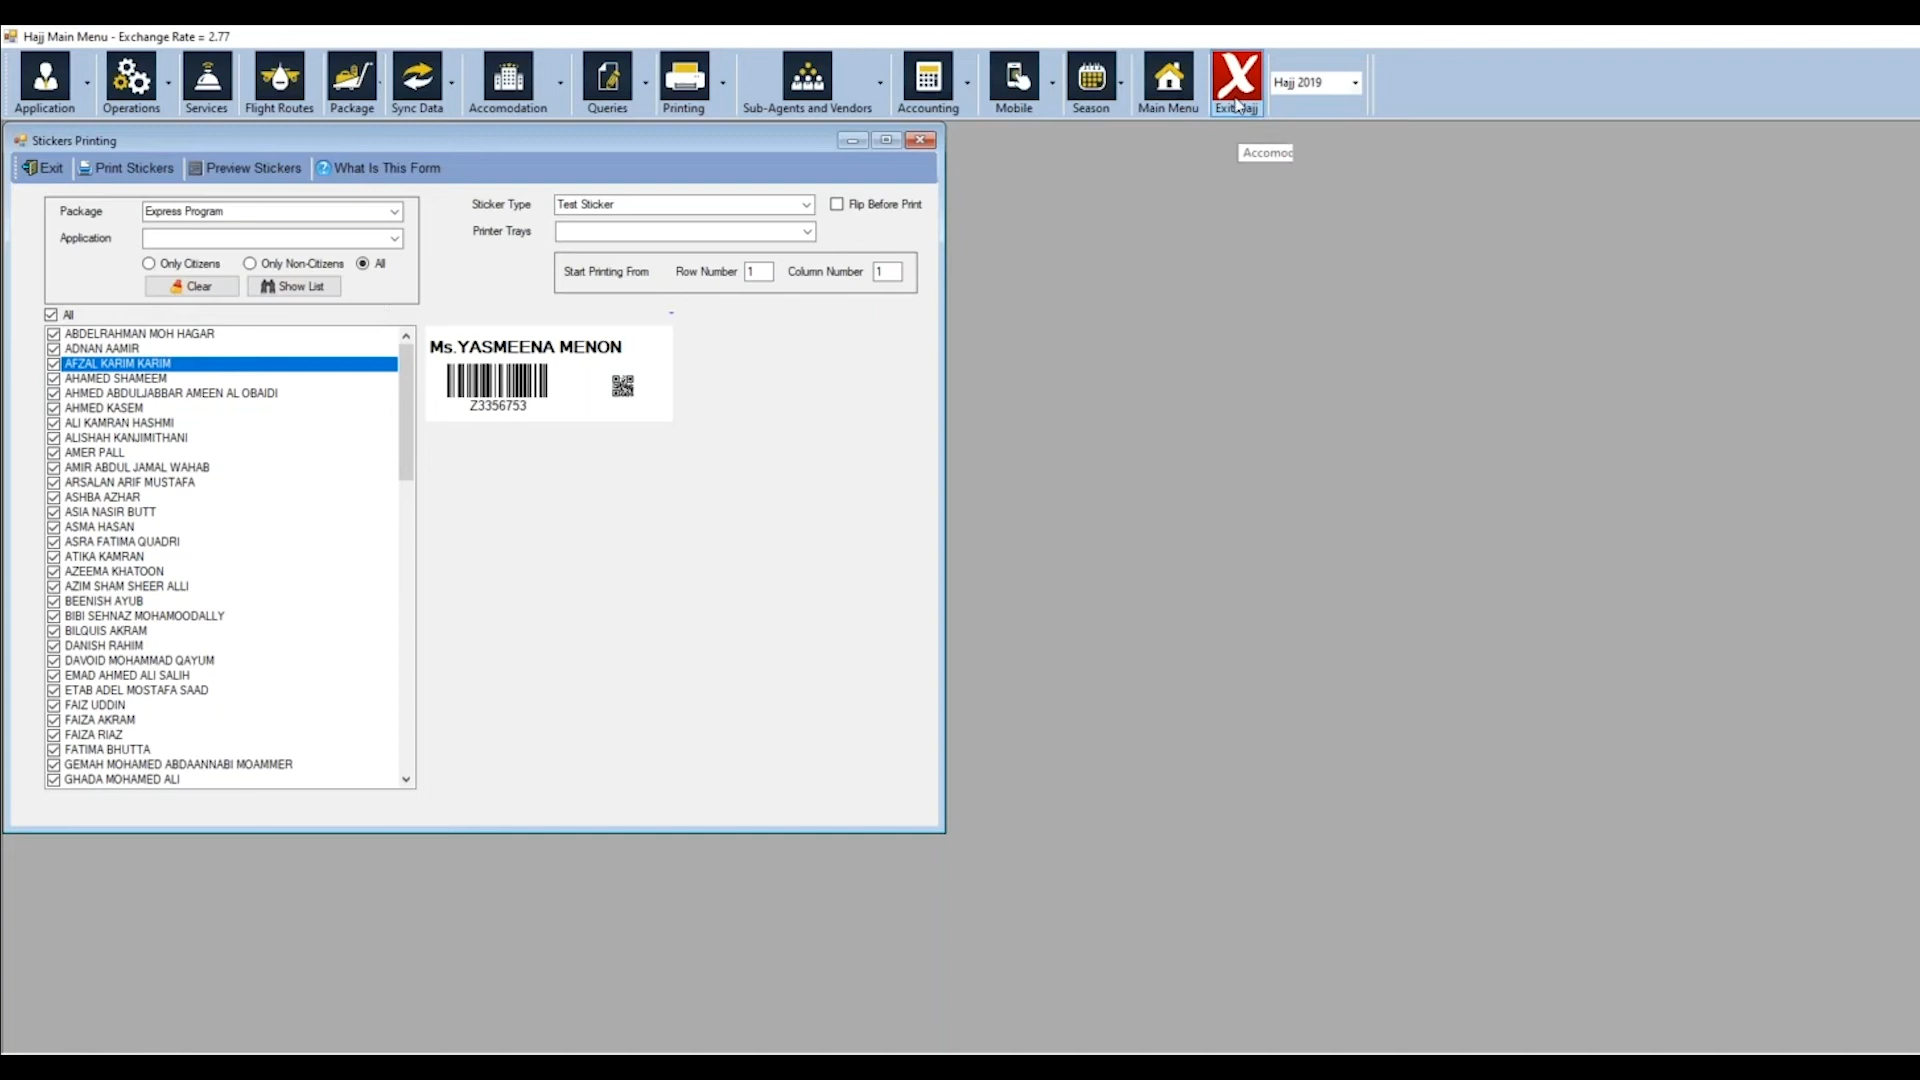 Hajj Main Menu - Exchange Rate = 2.77
Application
Operations
Services
Flight Routes
Package
Sync Data
Accomodation
Queries
Printing
Sub-Agents and Vendors
Accounting
Mobile
Season
Main Menu
Exit Hajj
Hajj 2019
Accomod
Stickers Printing
Exit Print Stickers Preview Stickers What Is This Form
Package Express Program
Application
Only Citizens Only Non-Citizens All
Clear Show List
Sticker Type Test Sticker Flip Before Print
Printer Trays
Start Printing From Row Number 1 Column Number 1
All
ABDELRAHMAN MOH HAGAR
ADNAN AAMIR
AFZAL KARIM KARIM
AHAMED SHAMEEM
AHMED ABDULJABBAR AMEEN AL OBAIDI
AHMED KASEM
ALI KAMRAN HASHMI
ALISHAH KANJIMITHANI
AMER PALL
AMIR ABDUL JAMAL WAHAB
ARSALAN ARIF MUSTAFA
ASHBA AZHAR
ASIA NASIR BUTT
ASMA HASAN
ASRA FATIMA QUADRI
ATIKA KAMRAN
AZEEMA KHATOON
AZIM SHAM SHEER ALLI
BEENISH AYUB
BIBI SEHNAZ MOHAMOODALLY
BILQUIS AKRAM
DANISH RAHIM
DAVOID MOHAMMAD QAYUM
EMAD AHMED ALI SALIH
ETAB ADEL MOSTAFA SAAD
FAIZ UDDIN
FAIZA AKRAM
FAIZA RIAZ
FATIMA BHUTTA
GEMAH MOHAMED ABDAANNABI MOAMMER
GHADA MOHAMED ALI
Ms.YASMEENA MENON
Z3356753